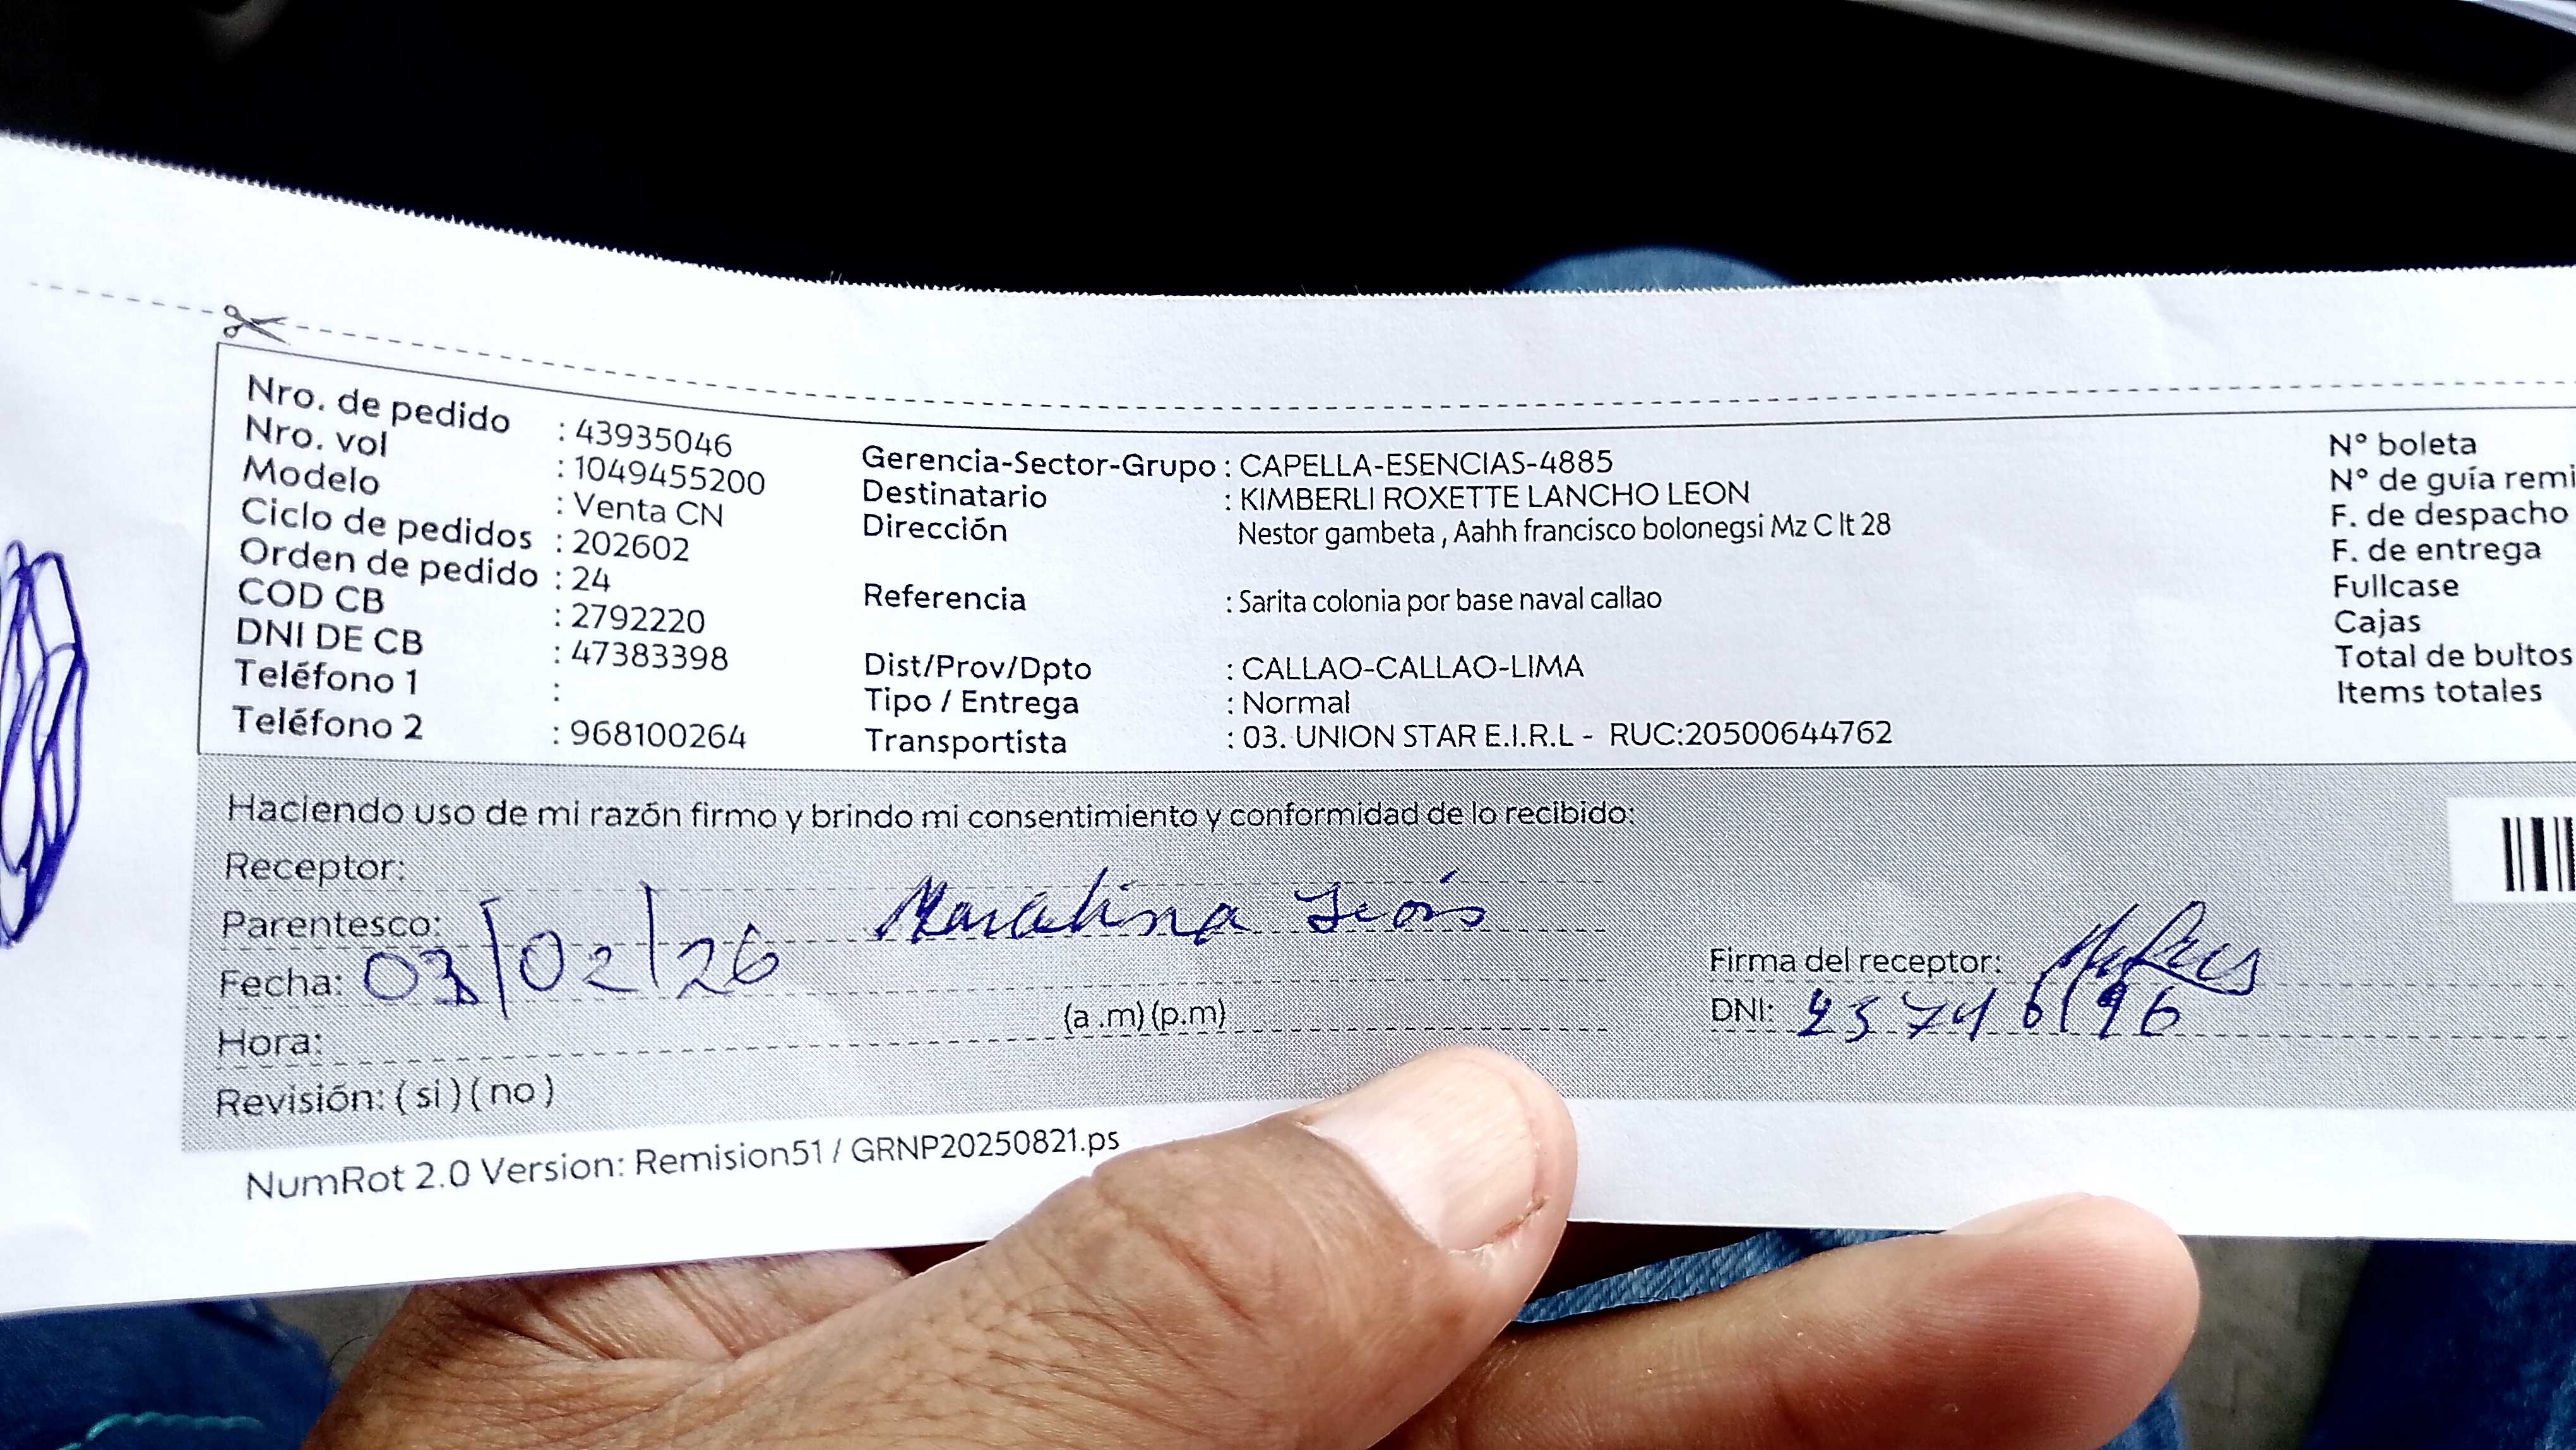 Nro. de pedido : 43935046
Nro. vol : 1049455200
Modelo : Venta CN
Ciclo de pedidos : 202602
Orden de pedido : 24
COD CB : 2792220
DNI DE CB : 47383398
Teléfono 1 :
Teléfono 2 : 968100264
Gerencia-Sector-Grupo : CAPELLA-ESENCIAS-4885
Destinatario : KIMBERLI ROXETTE LANCHO LEON
Dirección Nestor gambeta , Aahh francisco bolonegsi Mz C lt 28
Referencia : Sarita colonia por base naval callao
Dist/Prov/Dpto : CALLAO-CALLAO-LIMA
Tipo / Entrega : Normal
Transportista : 03. UNION STAR E.I.R.L - RUC:20500644762
N° boleta
N° de guía remi
F. de despacho
F. de entrega
Fullcase
Cajas
Total de bultos
Items totales
Haciendo uso de mi razón firmo y brindo mi consentimiento y conformidad de lo recibido:
Receptor:
Parentesco:
Fecha: 03/02/26
Hora: (a .m) (p.m)
Revisión: ( si ) ( no )
Firma del receptor:
DNI:
NumRot 2.0 Version: Remision51 / GRNP20250821.ps